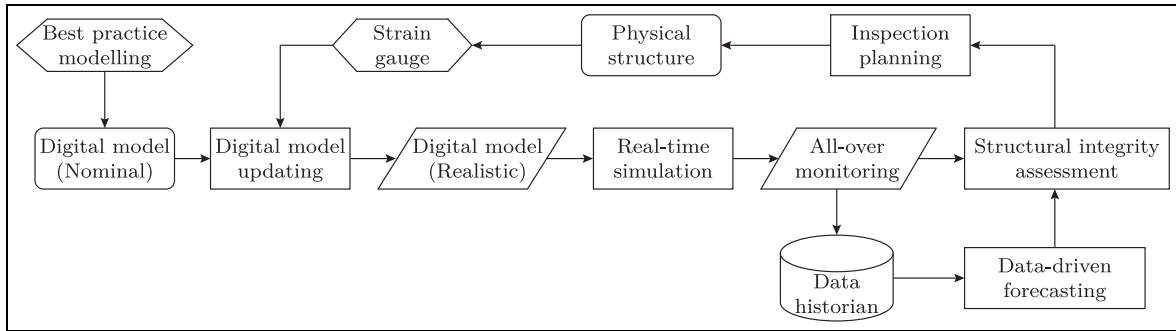 Best practice
modelling
Strain
gauge
Physical
structure
Inspection
planning
Digital model
(Nominal)
Digital model
updating
Digital model
(Realistic)
Real-time
simulation
All-over
monitoring
Structural integrity
assessment
Data
historian
Data-driven
forecasting